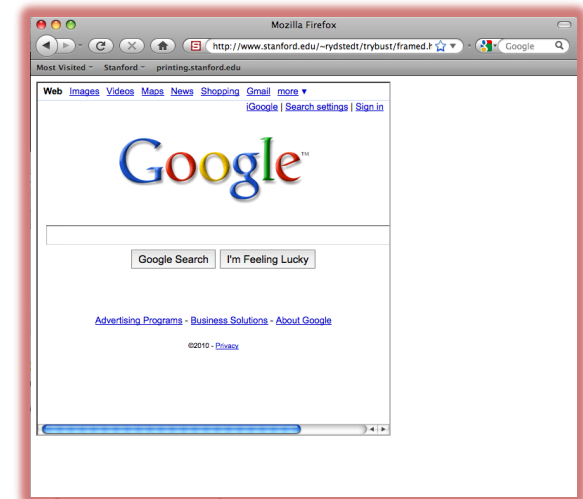 Mozilla Firefox
http://www.stanford.edu/~rydstedt/trybust/framed.h
Google
Most Visited Stanford printing.stanford.edu
Web Images Videos Maps News Shopping Gmail more ▼
iGoogle | Search settings | Sign in
Google™
Google Search I'm Feeling Lucky
Advertising Programs - Business Solutions - About Google
©2010 - Privacy